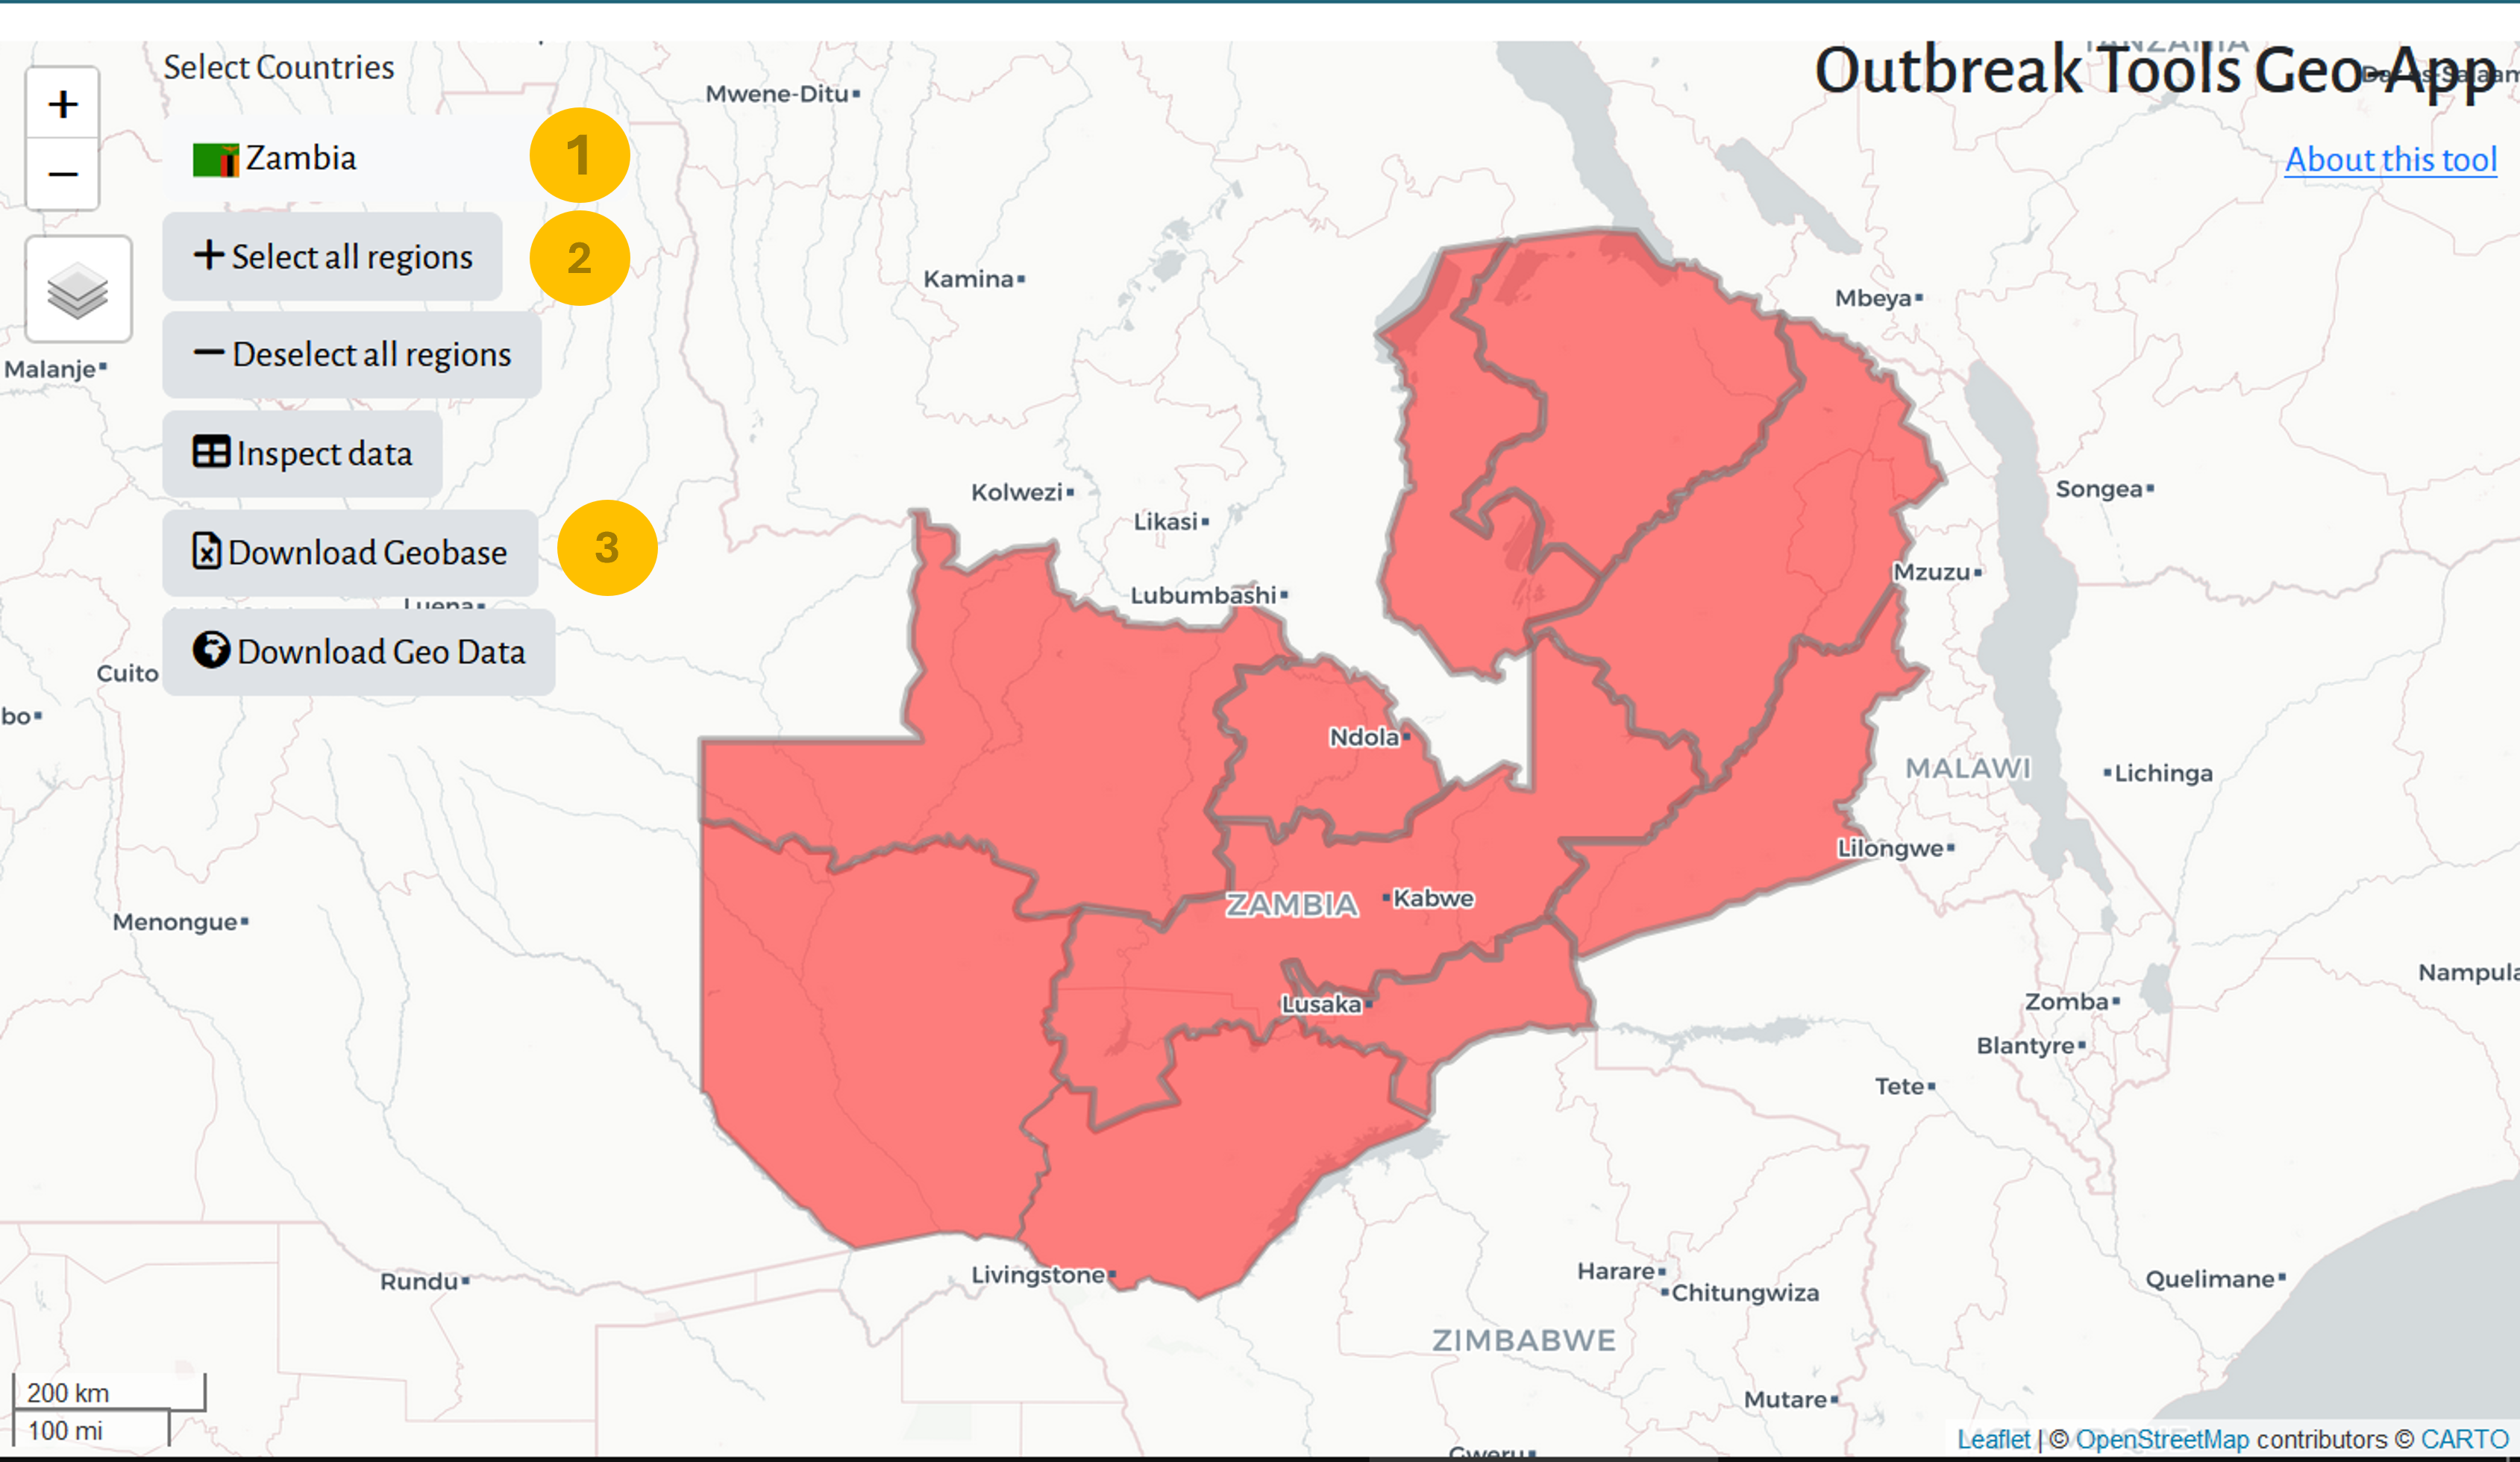 Select Countries
Outbreak Tools Geo-App
+
−
Zambia
1
About this tool
Select all regions
2
Deselect all regions
Inspect data
Download Geobase
3
Download Geo Data
Mwene-Ditu
Kamina
Mbeya
Malanje
Kolwezi
Likasi
Songea
Mzuzu
Lubumbashi
Luena
Cuito
bo
Ndola
MALAWI
Lichinga
Lilongwe
ZAMBIA
Kabwe
Menongue
Nampula
Lusaka
Zomba
Blantyre
Tete
Livingstone
Rundu
Harare
Chitungwiza
Quelimane
ZIMBABWE
Mutare
200 km
100 mi
Gweru
Leaflet | © OpenStreetMap contributors © CARTO
TANZANIA